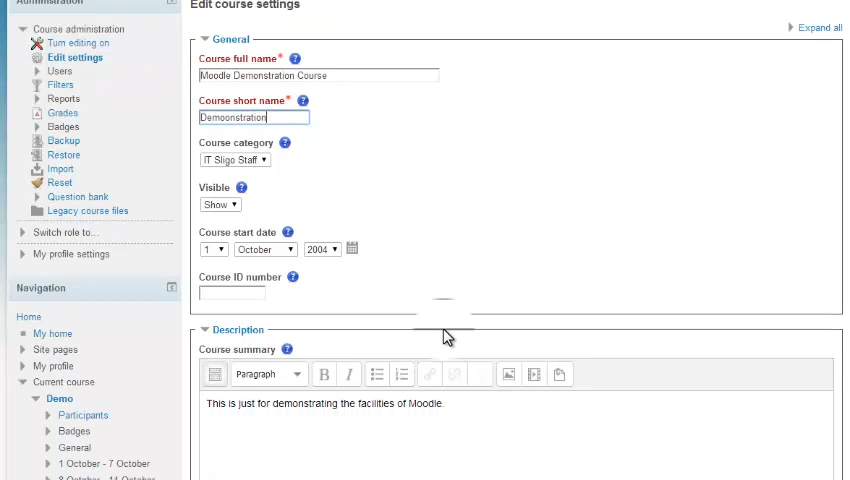 Administration
Course administration
Turn editing on
Edit settings
Users
Filters
Reports
Grades
Badges
Backup
Restore
Import
Reset
Question bank
Legacy course files
Switch role to...
My profile settings
Navigation
Home
My home
Site pages
My profile
Current course
Demo
Participants
Badges
General
1 October - 7 October
8 October - 14 October
Edit course settings
Expand all
General
Course full name*
Moodle Demonstration Course
Course short name*
Demoonstration
Course category
IT Sligo Staff
Visible
Show
Course start date
1 October 2004
Course ID number
Description
Course summary
Paragraph B I
This is just for demonstrating the facilities of Moodle.